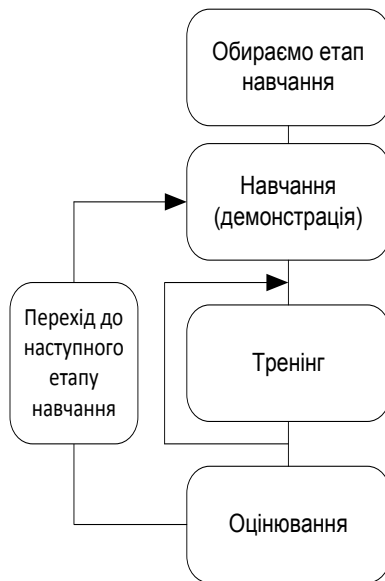 Обираємо етап
навчання
Навчання
(демонстрація)
Перехід до
наступного
етапу
навчання
Тренінг
Оцінювання